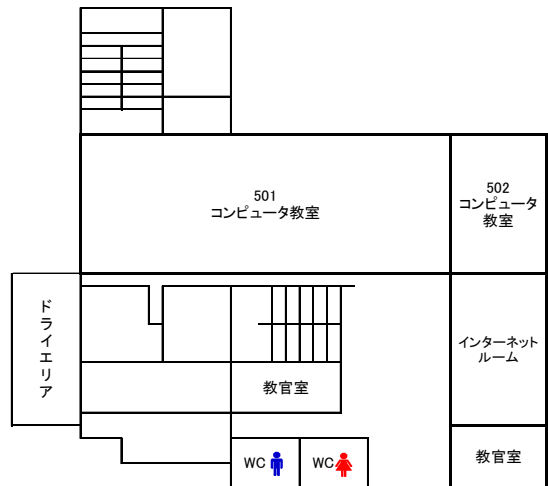 501
コンピュータ教室
502
コンピュータ
教室
ドライエリア
インターネット
ルーム
教官室
WC
WC
教官室